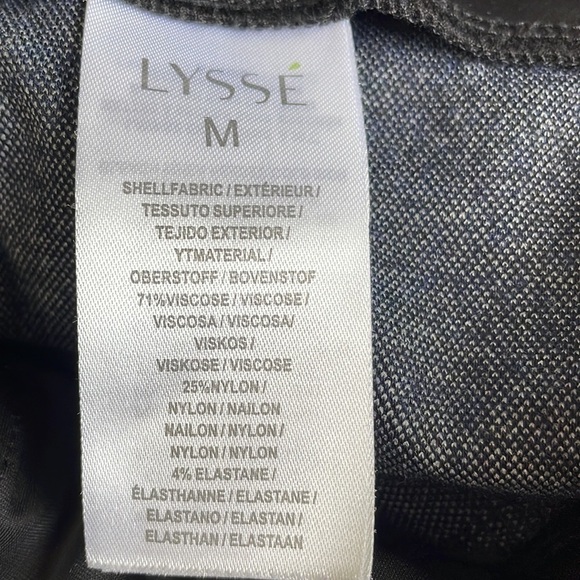 LYSSÉ
M
SHELLFABRIC / EXTÉRIEUR /
TESSUTO SUPERIORE /
TEJIDO EXTERIOR /
YTMATERIAL /
OBERSTOFF / BOVENSTOF
71%VISCOSE / VISCOSE /
VISCOSA / VISCOSA/
VISKOS /
VISKOSE / VISCOSE
25%NYLON /
NYLON / NAILON
NAILON / NYLON /
NYLON / NYLON
4% ELASTANE /
ÉLASTHANNE / ELASTANE /
ELASTANO / ELASTAN /
ELASTHAN / ELASTAAN